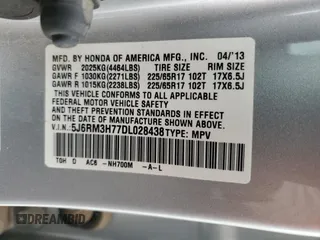 MFD. BY HONDA OF AMERICA MFG., INC. 04/'13
GVWR 2025KG(4464LBS) TIRE SIZE RIM SIZE
GAWR F 1030KG(2271LBS) 225/65R17 102T 17X6.5J
GAWR R 1015KG(2238LBS) 225/65R17 102T 17X6.5J
THIS VEHICLE CONFORMS TO ALL APPLICABLE FEDERAL
MOTOR VEHICLE SAFETY AND THEFT PREVENTION
STANDARDS IN EFFECT ON THE DATE OF
MANUFACTURE SHOWN ABOVE.
V.I.N.: 5J6RM3H77DL028438 TYPE: MPV
TGH D AC6 -NH700M -A-L
DREAMBID